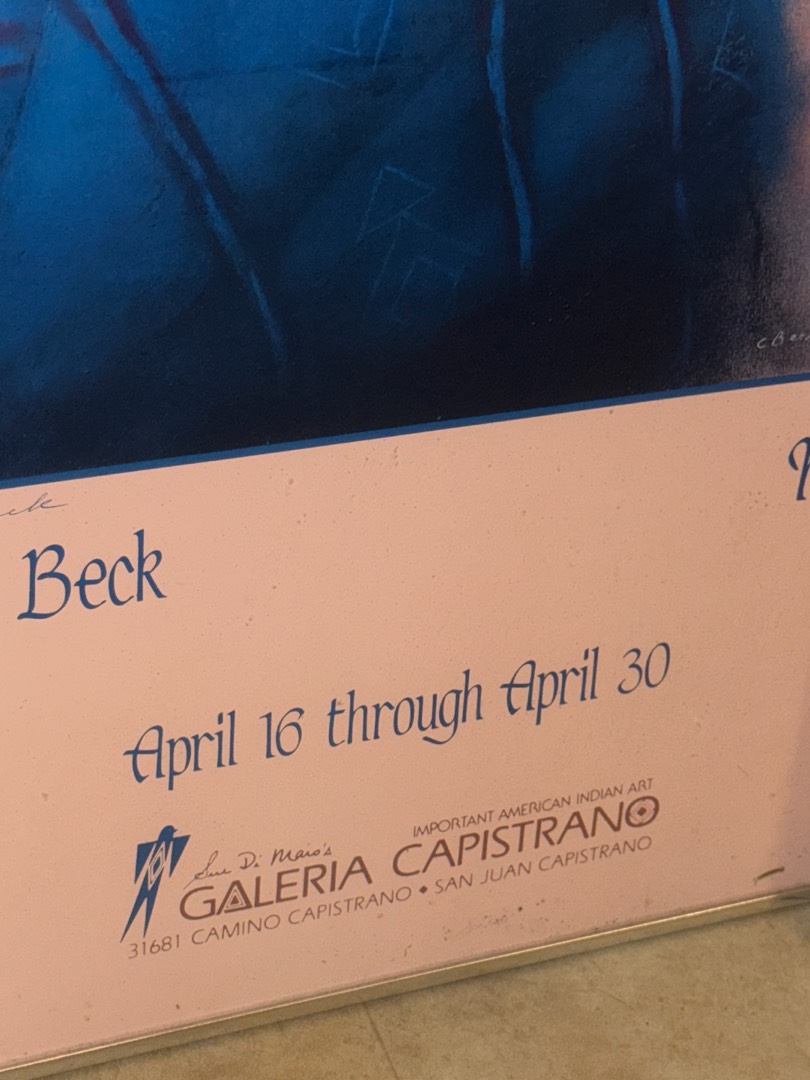 Beck
April 16 through April 30
IMPORTANT AMERICAN INDIAN ART
Sue Di Maio's
GALERIA CAPISTRANO
31681 CAMINO CAPISTRANO • SAN JUAN CAPISTRANO